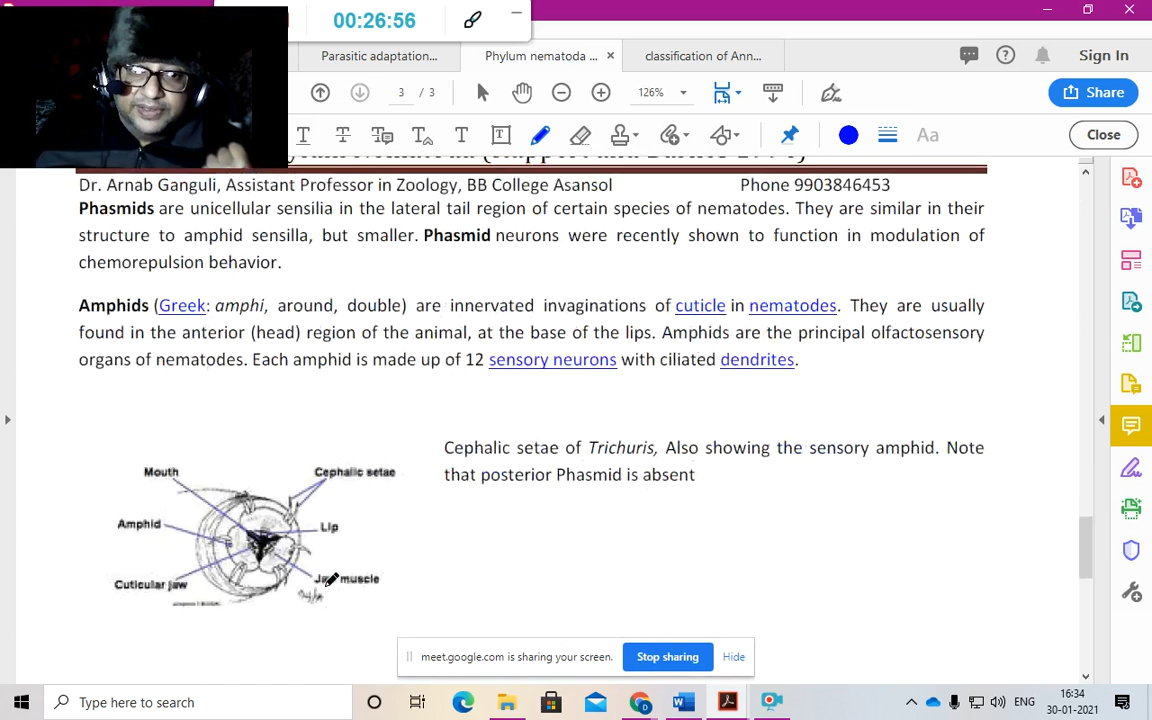 00:26:56
Parasitic adaptation...
Phylum nematoda ...
classification of Ann...
Sign In
3 / 3
126%
Share
Aa
Close
Dr. Arnab Ganguli, Assistant Professor in Zoology, BB College Asansol Phone 9903846453
Phasmids are unicellular sensilia in the lateral tail region of certain species of nematodes. They are similar in their
structure to amphid sensilla, but smaller. Phasmid neurons were recently shown to function in modulation of
chemorepulsion behavior.
Amphids (Greek: amphi, around, double) are innervated invaginations of cuticle in nematodes. They are usually
found in the anterior (head) region of the animal, at the base of the lips. Amphids are the principal olfactosensory
organs of nematodes. Each amphid is made up of 12 sensory neurons with ciliated dendrites.
Cephalic setae of Trichuris, Also showing the sensory amphid. Note
that posterior Phasmid is absent
Mouth
Cephalic setae
Amphid
Lip
Cuticular jaw
muscle
meet.google.com is sharing your screen.
Stop sharing
Hide
Type here to search
ENG
16:34
30-01-2021